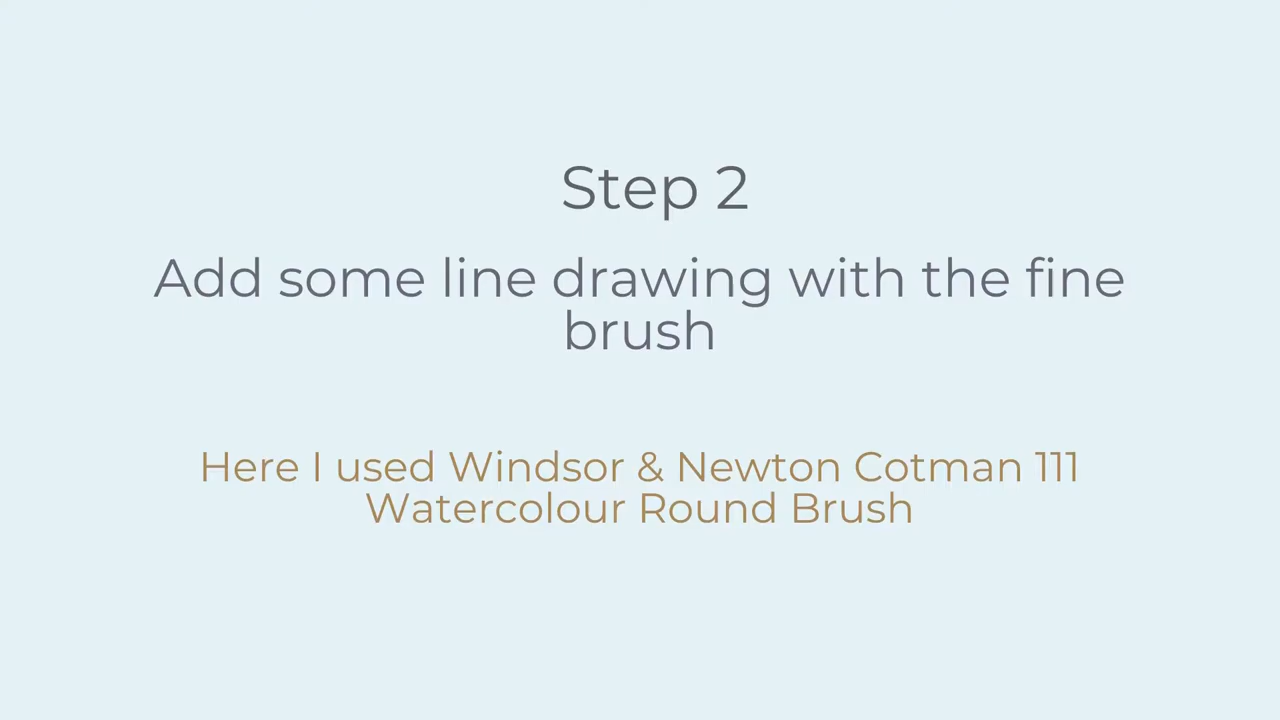 Step 2
Add some line drawing with the fine
brush
Here I used Windsor & Newton Cotman 111
Watercolour Round Brush